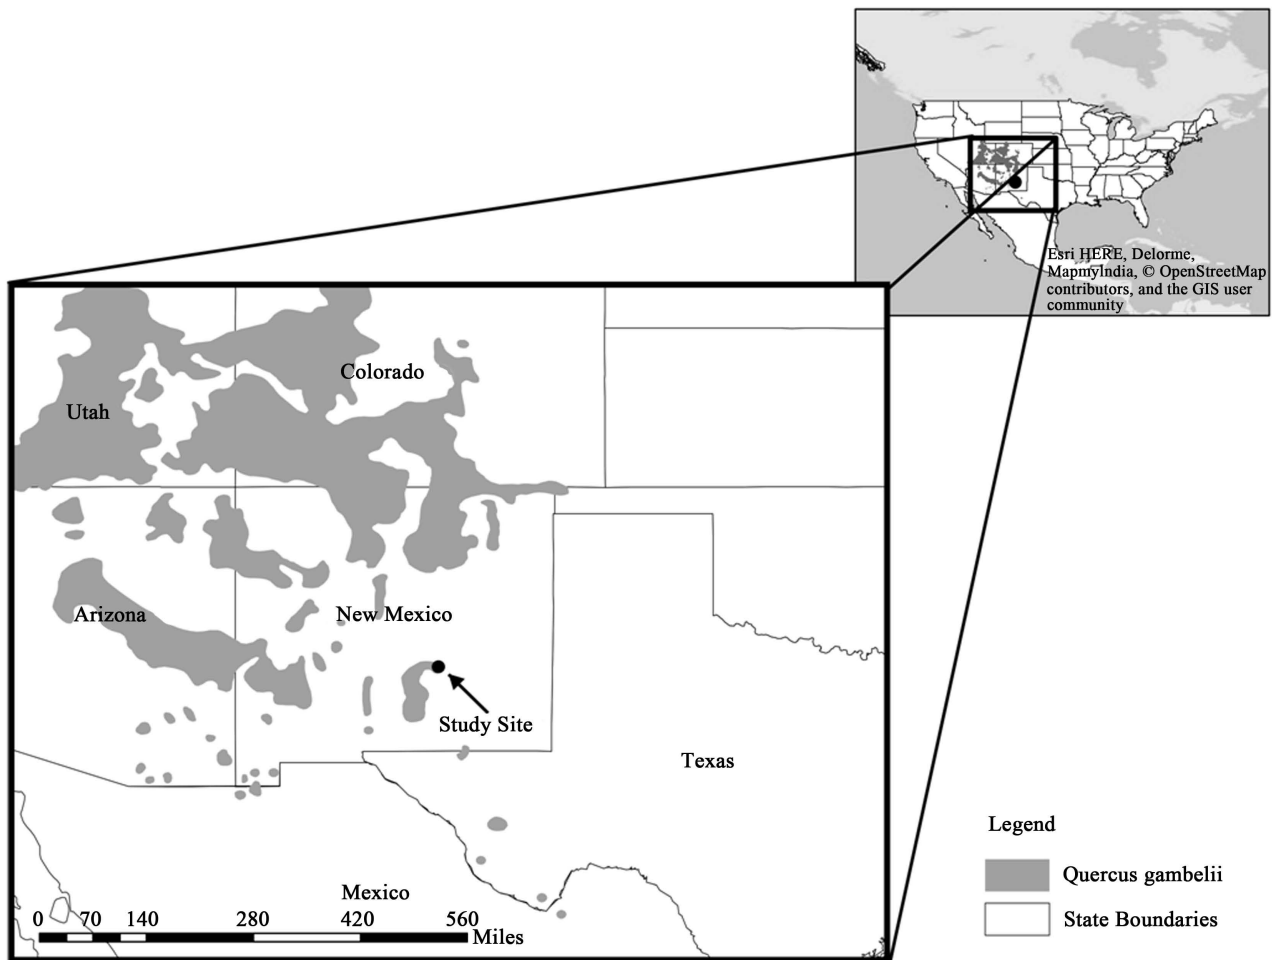 Esri HERE, Delorme,
MapmyIndia, © OpenStreetMap
contributors, and the GIS user
community
Colorado
Utah
Arizona
New Mexico
Study Site
Texas
Mexico
0 70 140 280 420 560
Miles
Legend
Quercus gambelii
State Boundaries